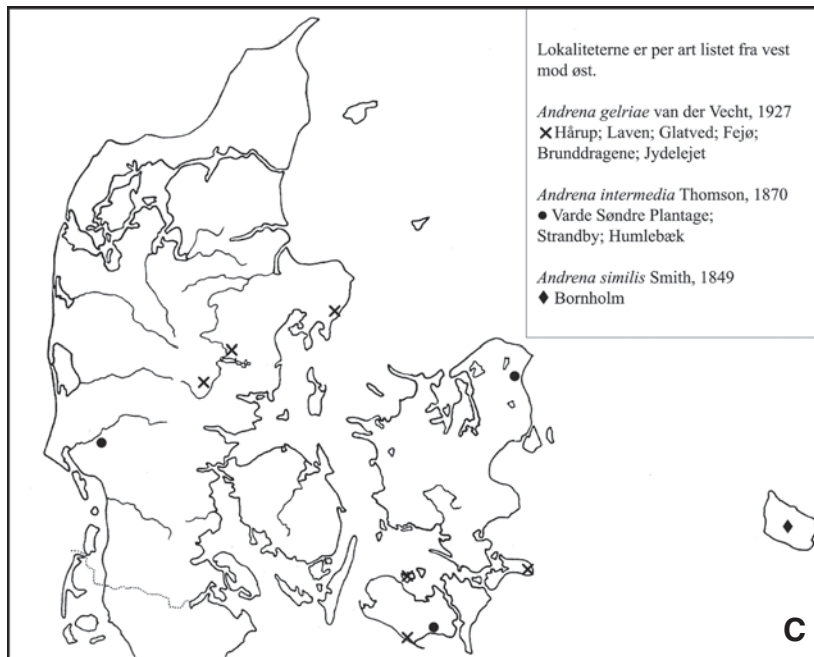 Lokaliteterne er per art listet fra vest
mod øst.
Andrena gelriae van der Vecht, 1927
× Hårup; Laven; Glatved; Fejø;
Brunddragene; Jydelejet
Andrena intermedia Thomson, 1870
● Varde Søndre Plantage;
Strandby; Humlebæk
Andrena similis Smith, 1849
♦ Bornholm
C